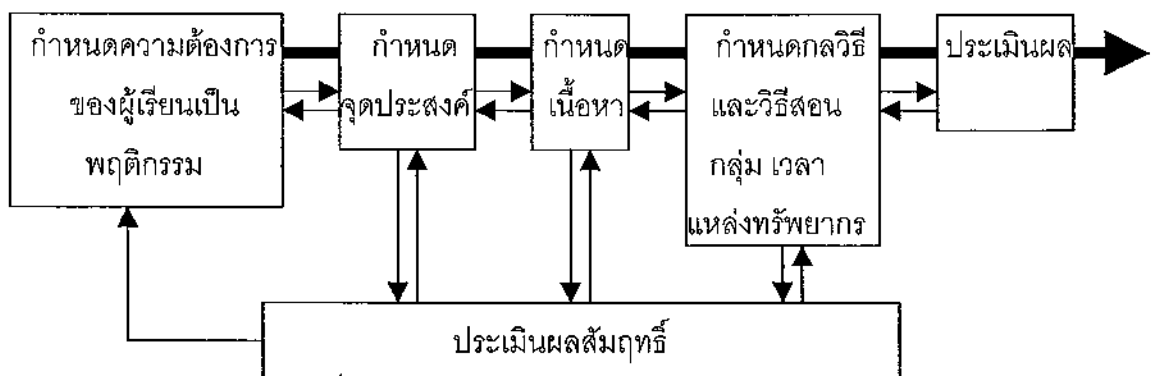 กำหนดความต้องการ
ของผู้เรียนเป็น
พฤติกรรม
กำหนด
จุดประสงค์
กำหนด
เนื้อหา
กำหนดกลวิธี
และวิธีสอน
กลุ่ม เวลา
แหล่งทรัพยากร
ประเมินผล
ประเมินผลสัมฤทธิ์